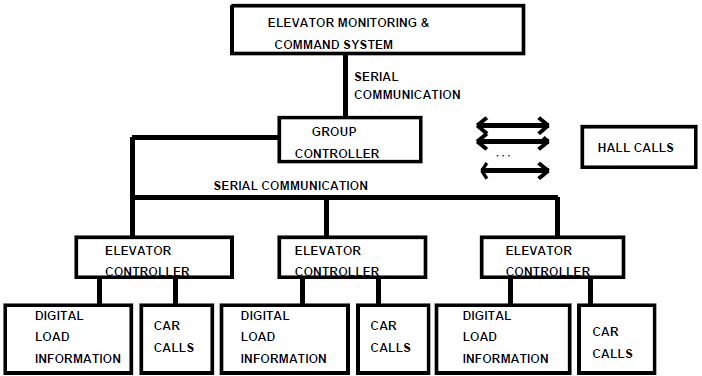 ELEVATOR MONITORING &
COMMAND SYSTEM
SERIAL
COMMUNICATION
GROUP
CONTROLLER
...
HALL CALLS
SERIAL COMMUNICATION
ELEVATOR
CONTROLLER
ELEVATOR
CONTROLLER
ELEVATOR
CONTROLLER
DIGITAL
LOAD
INFORMATION
CAR
CALLS
DIGITAL
LOAD
INFORMATION
CAR
CALLS
DIGITAL
LOAD
INFORMATION
CAR
CALLS